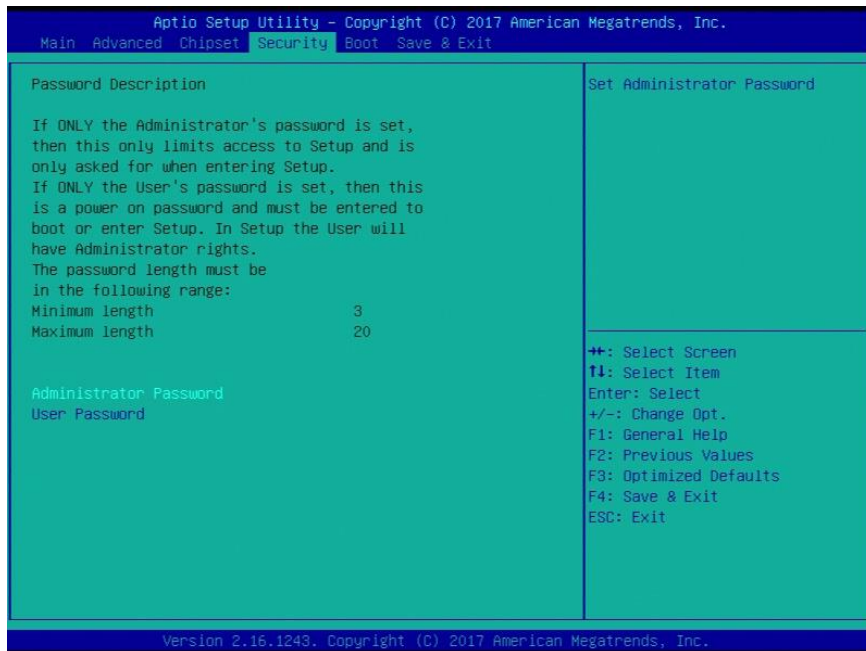 Aptio Setup Utility – Copyright (C) 2017 American Megatrends, Inc.
Main Advanced Chipset Security Boot Save & Exit
Password Description
If ONLY the Administrator's password is set,
then this only limits access to Setup and is
only asked for when entering Setup.
If ONLY the User's password is set, then this
is a power on password and must be entered to
boot or enter Setup. In Setup the User will
have Administrator rights.
The password length must be
in the following range:
Minimum length 3
Maximum length 20
Administrator Password
User Password
Set Administrator Password
→←: Select Screen
↑↓: Select Item
Enter: Select
+/-: Change Opt.
F1: General Help
F2: Previous Values
F3: Optimized Defaults
F4: Save & Exit
ESC: Exit
Version 2.16.1243. Copyright (C) 2017 American Megatrends, Inc.